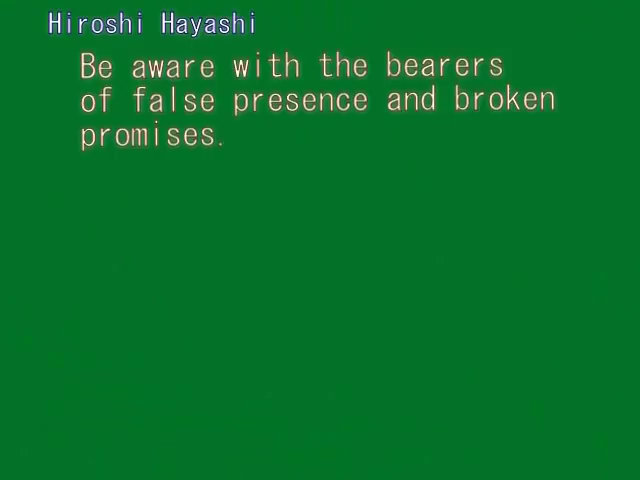 Hiroshi Hayashi
Be aware with the bearers
of false presence and broken
promises.